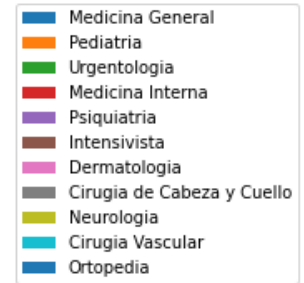 Medicina General
Pediatria
Urgentologia
Medicina Interna
Psiquiatria
Intensivista
Dermatologia
Cirugia de Cabeza y Cuello
Neurologia
Cirugia Vascular
Ortopedia